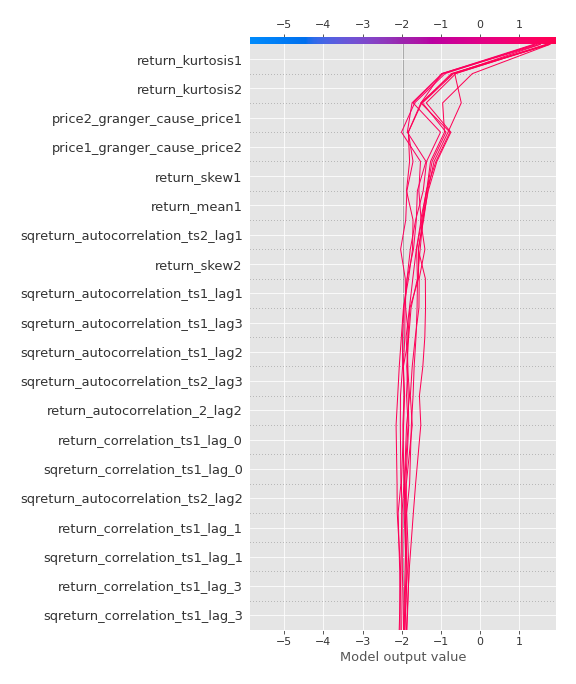 −5 −4 −3 −2 −1 0 1
return_kurtosis1
return_kurtosis2
price2_granger_cause_price1
price1_granger_cause_price2
return_skew1
return_mean1
sqreturn_autocorrelation_ts2_lag1
return_skew2
sqreturn_autocorrelation_ts1_lag1
sqreturn_autocorrelation_ts1_lag3
sqreturn_autocorrelation_ts1_lag2
sqreturn_autocorrelation_ts2_lag3
return_autocorrelation_2_lag2
return_correlation_ts1_lag_0
sqreturn_correlation_ts1_lag_0
sqreturn_autocorrelation_ts2_lag2
return_correlation_ts1_lag_1
sqreturn_correlation_ts1_lag_1
return_correlation_ts1_lag_3
sqreturn_correlation_ts1_lag_3
−5 −4 −3 −2 −1 0 1
Model output value